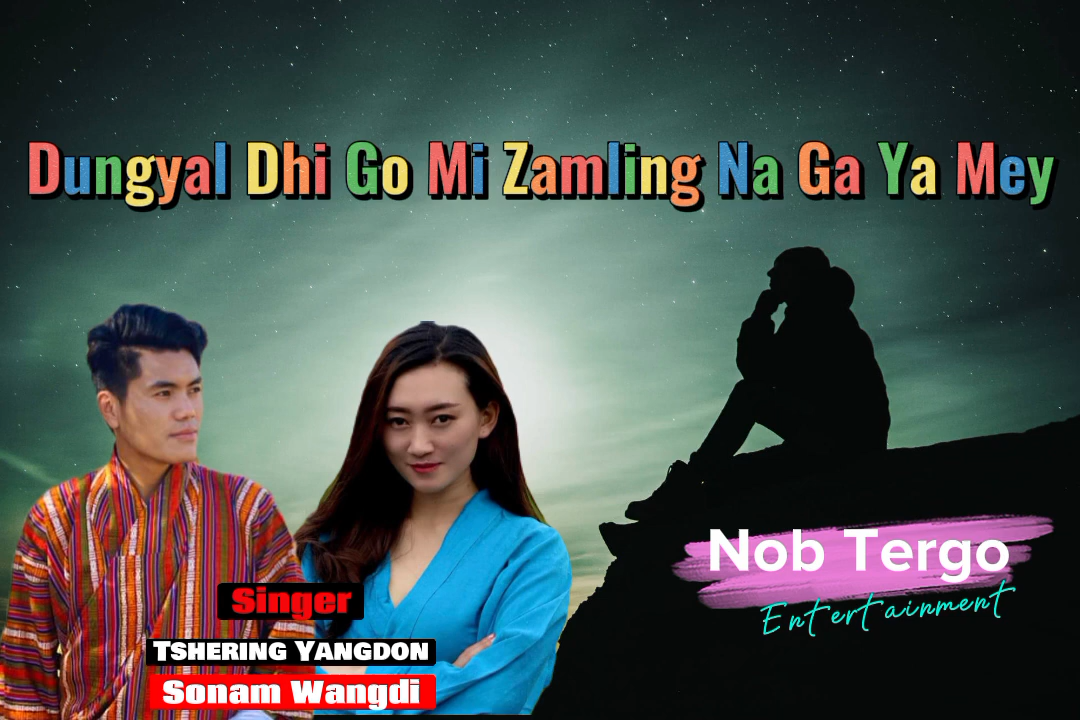 Dungyal Dhi Go Mi Zamling Na Ga Ya Mey
Nob Tergo
Entertainment
Singer
TSHERING YANGDON
Sonam Wangdi